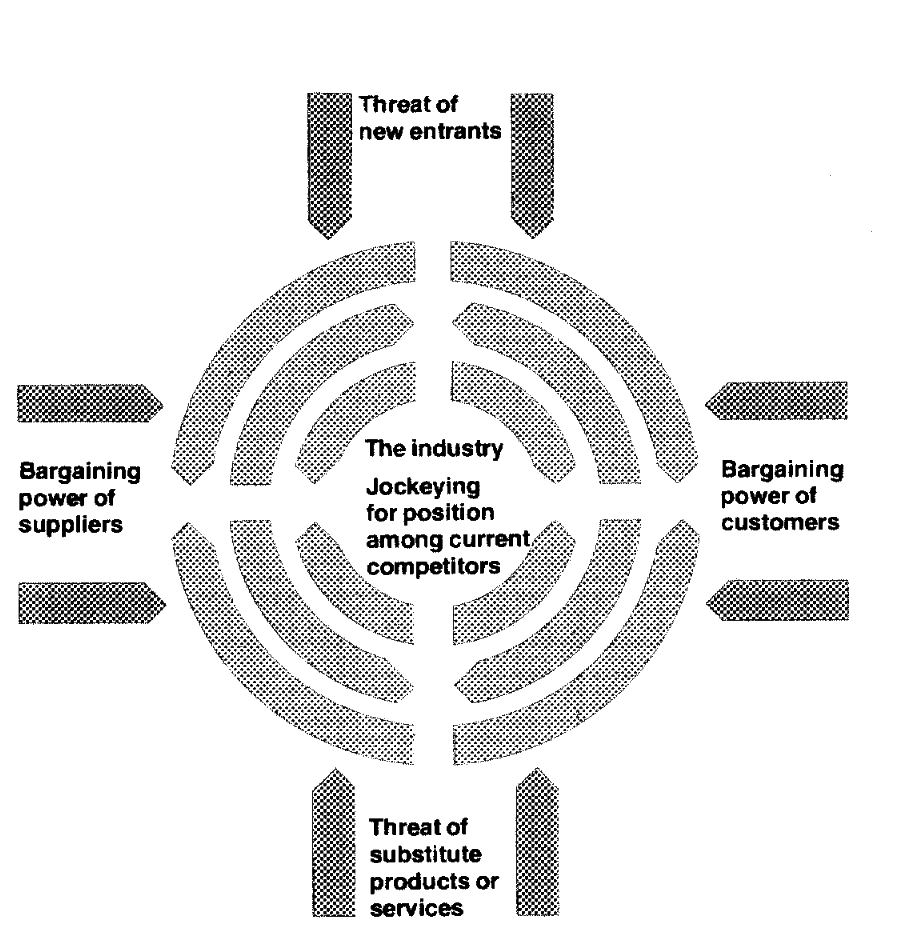 Threat of
new entrants
Bargaining
power of
suppliers
The industry
Jockeying
for position
among current
competitors
Bargaining
power of
customers
Threat of
substitute
products or
services